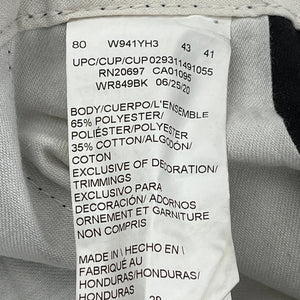 80 W941YH3 43 41
UPC/CUP/CUP029311491055
RN20697 CA01095
WR849BK 06/25/20
BODY/CUERPO/L'ENSEMBLE
65% POLYESTER/
POLIÉSTER/POLYESTER
35% COTTON/ALGODÓN/
COTON
EXCLUSIVE OF DECORATION/
TRIMMINGS
EXCLUSIVO PARA
DECORACIÓN/ ADORNOS
ORNEMENT ET GARNITURE
NON COMPRIS
MADE IN \ HECHO EN \
FABRIQUÉ AU
HONDURAS/HONDURAS/
HONDURAS